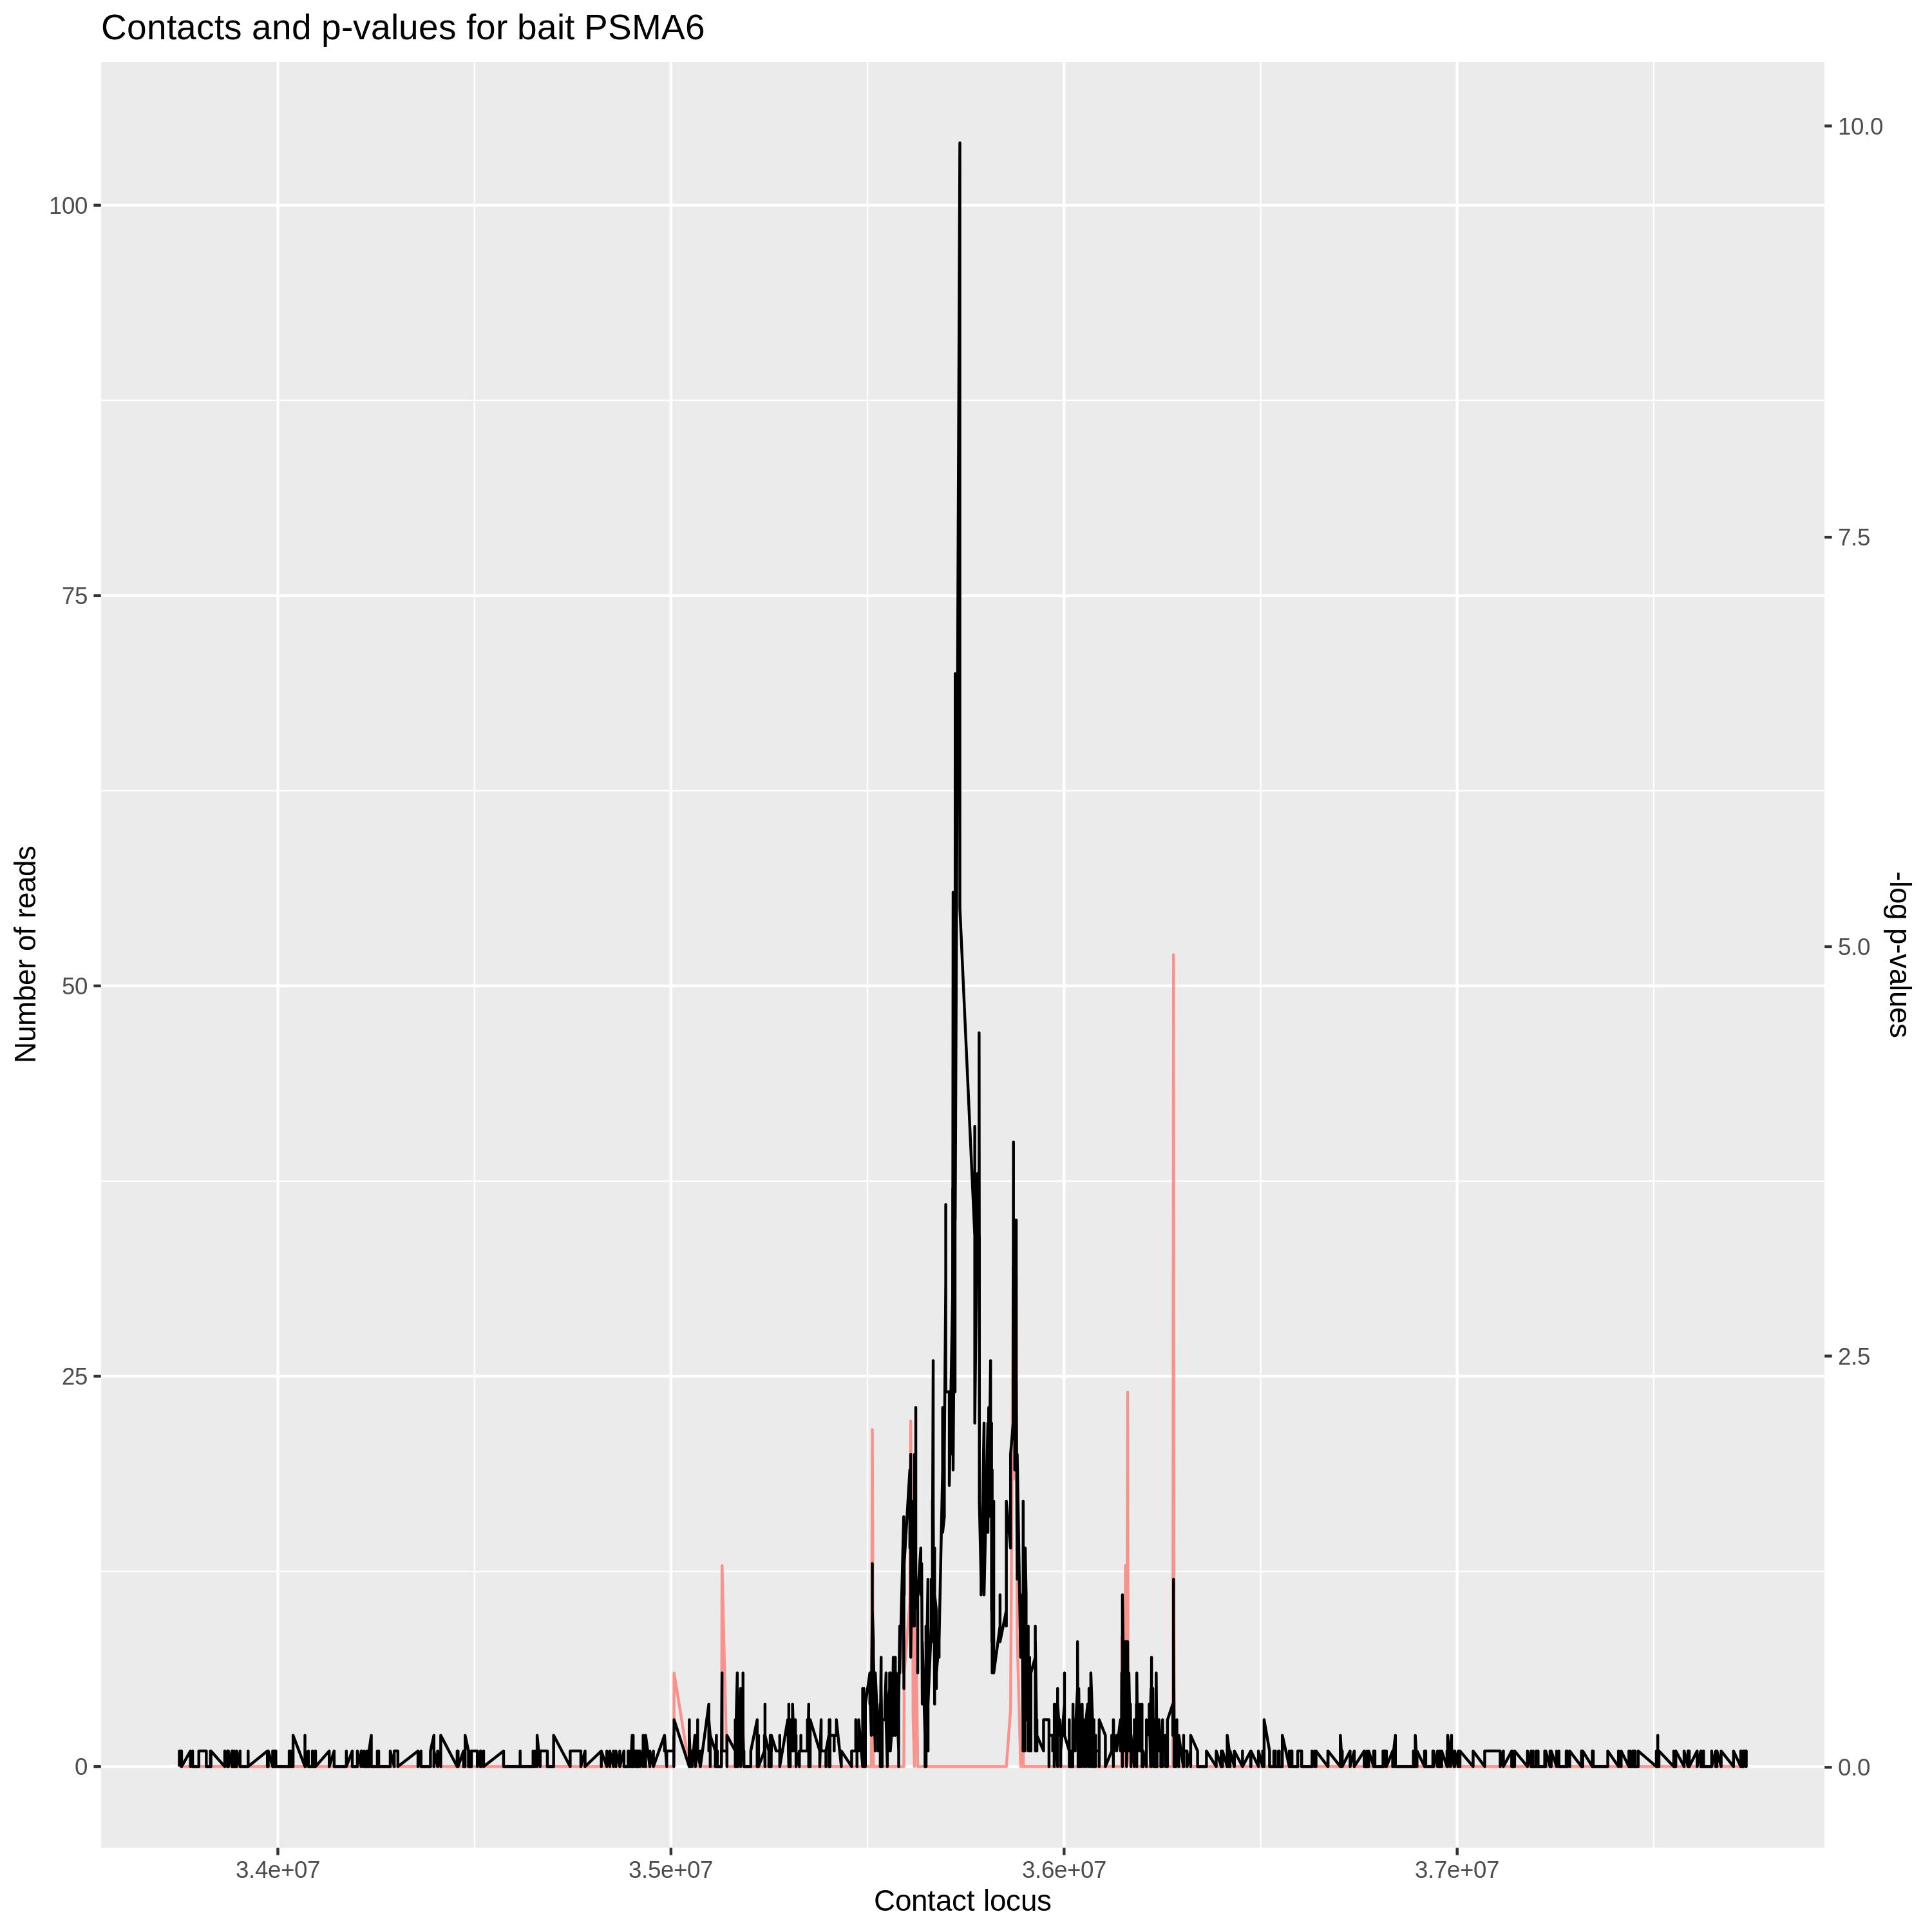 Contacts and p-values for bait PSMA6
100
75
50
25
0
Number of reads
10.0
7.5
5.0
2.5
0.0
-log p-values
3.4e+07
3.5e+07
3.6e+07
3.7e+07
Contact locus